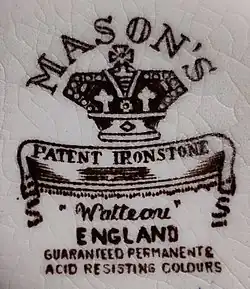 MASON'S
PATENT IRONSTONE
"Watteau"
ENGLAND
GUARANTEED PERMANENT &
ACID RESISTING COLOURS